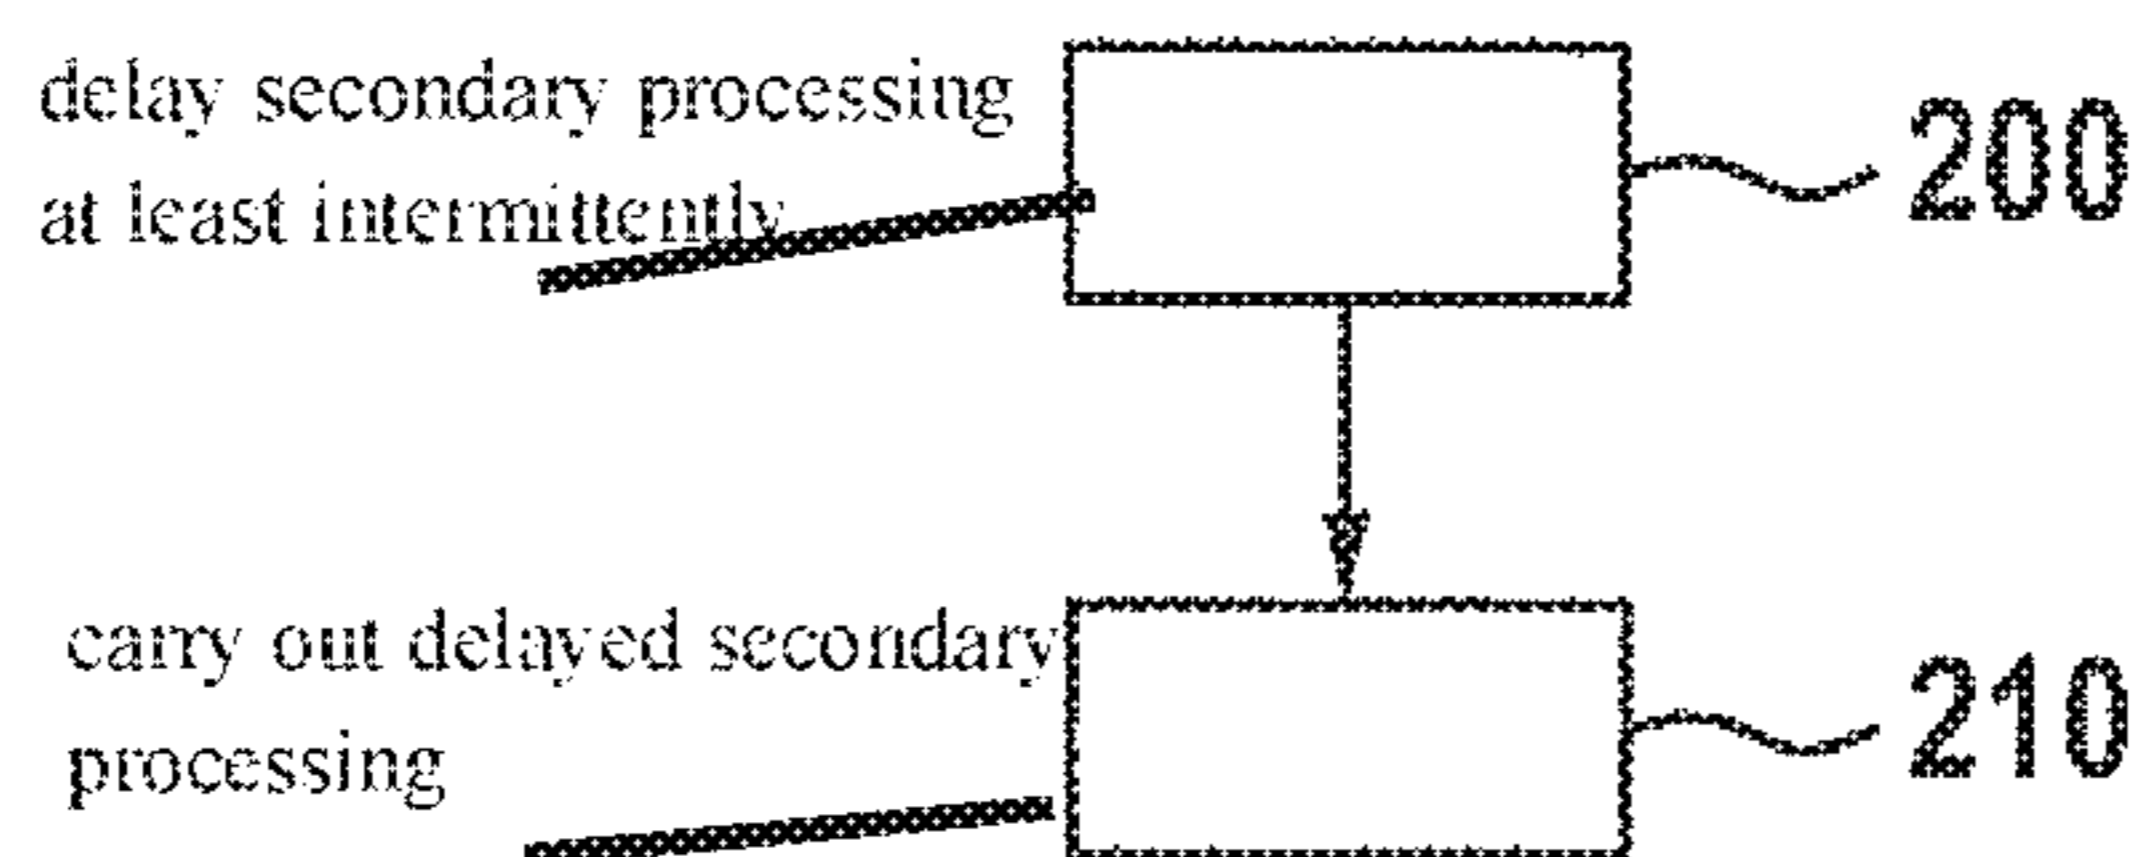 delay secondary processing
at least intermittently
200
carry out delayed secondary
processing
210